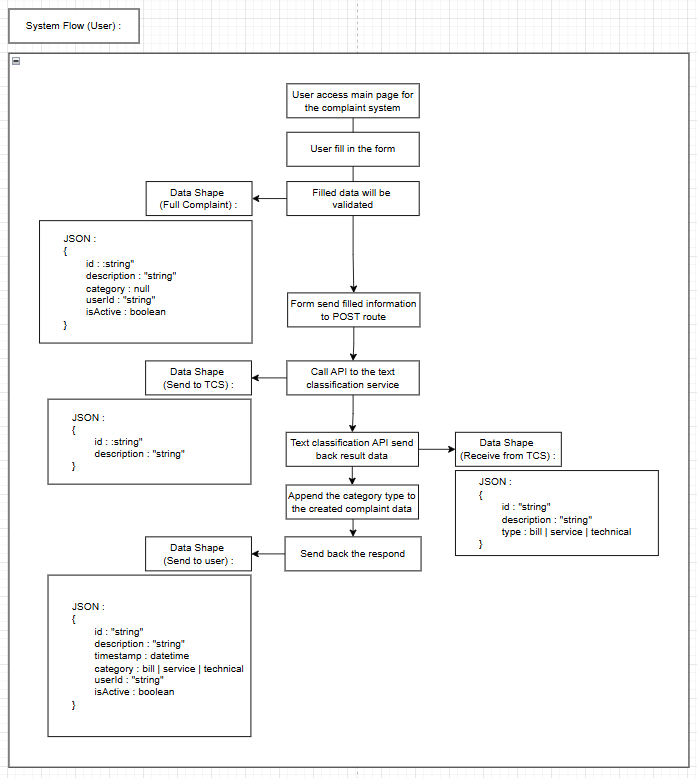 System Flow (User) :
User access main page for
the complaint system
User fill in the form
Filled data will be
validated
Data Shape
(Full Complaint) :
JSON :
{
id : :string"
description : "string"
category : null
userId : "string"
isActive : boolean
}
Form send filled information
to POST route
Call API to the text
classification service
Data Shape
(Send to TCS) :
JSON :
{
id : :string"
description : "string"
}
Text classification API send
back result data
Data Shape
(Receive from TCS) :
JSON :
{
id : "string"
description : "string"
type : bill | service | technical
}
Append the category type to
the created complaint data
Send back the respond
Data Shape
(Send to user) :
JSON :
{
id : "string"
description : "string"
timestamp : datetime
category : bill | service | technical
userId : "string"
isActive : boolean
}